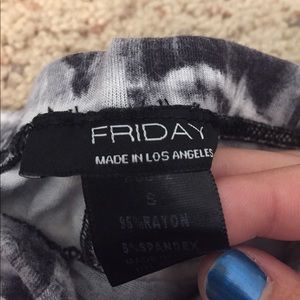 FRIDAY
MADE IN LOS ANGELES
S
95% RAYON
5% SPANDEX